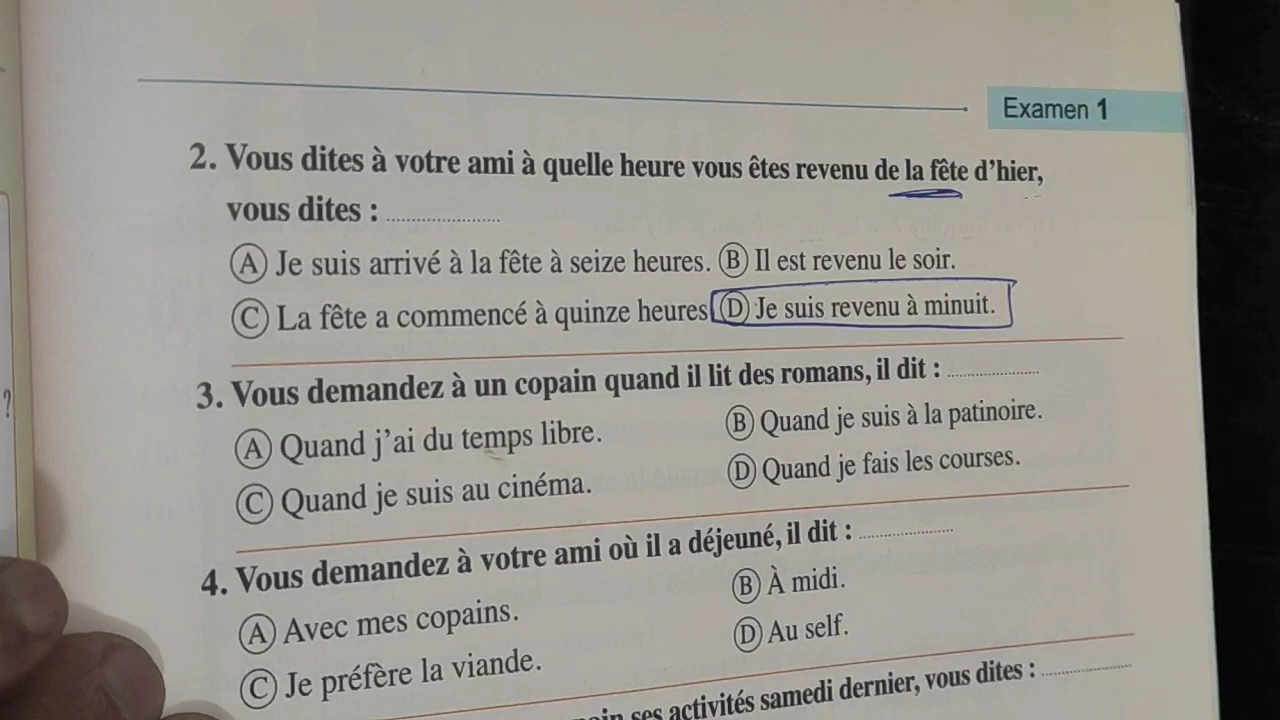 Examen 1
2. Vous dites à votre ami à quelle heure vous êtes revenu de la fête d’hier,
vous dites : ......................
Ⓐ Je suis arrivé à la fête à seize heures. Ⓑ Il est revenu le soir.
Ⓒ La fête a commencé à quinze heures Ⓓ Je suis revenu à minuit.
3. Vous demandez à un copain quand il lit des romans, il dit : ......................
Ⓐ Quand j’ai du temps libre. Ⓑ Quand je suis à la patinoire.
Ⓒ Quand je suis au cinéma. Ⓓ Quand je fais les courses.
4. Vous demandez à votre ami où il a déjeuné, il dit : ......................
Ⓐ Avec mes copains. Ⓑ À midi.
Ⓒ Je préfère la viande. Ⓓ Au self.
ses activités samedi dernier, vous dites : ......................
?